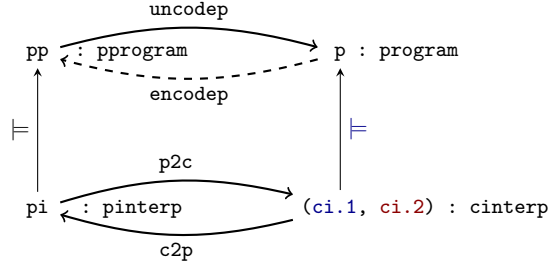 uncodep
pp : pprogram p : program
encodep
⊨ ⊨
p2c
pi : pinterp (ci.1, ci.2) : cinterp
c2p